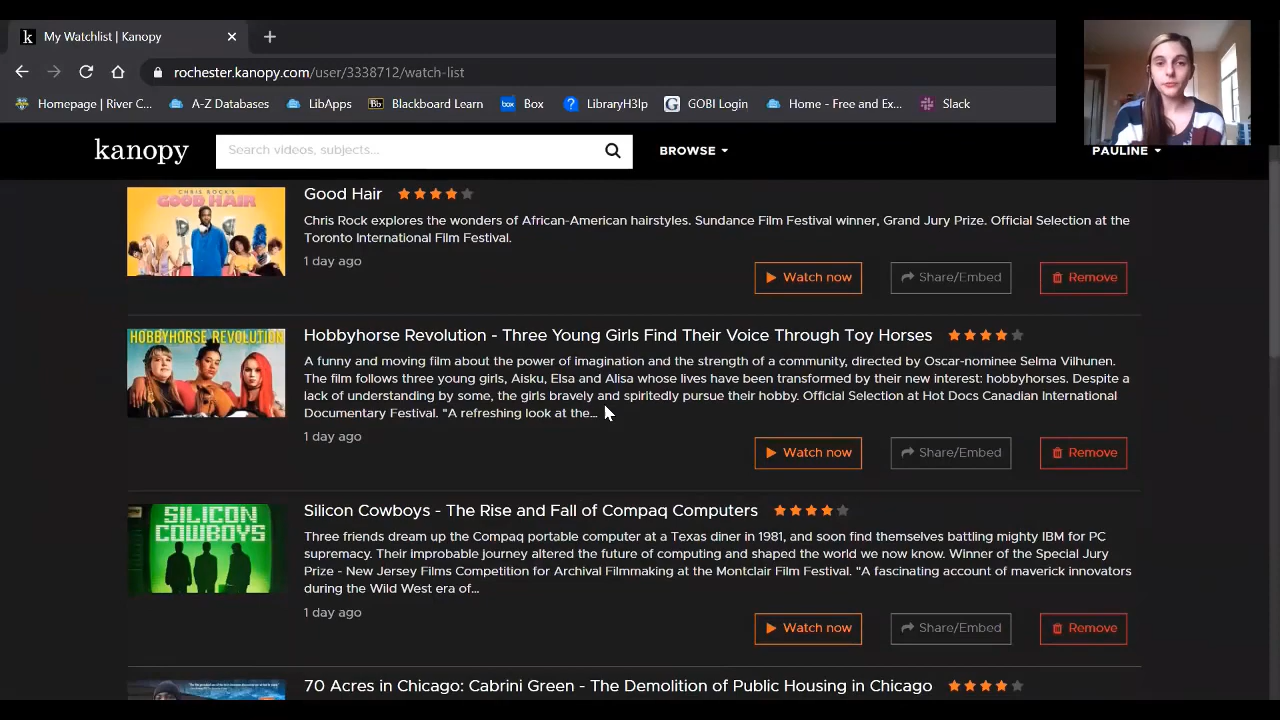 My Watchlist | Kanopy
rochester.kanopy.com/user/3338712/watch-list
Homepage | River C... A-Z Databases LibApps Blackboard Learn Box LibraryH3lp GOBI Login Home - Free and Ex... Slack
kanopy Search videos, subjects... BROWSE PAULINE
CHRIS ROCK'S
GOOD HAIR
Good Hair
Chris Rock explores the wonders of African-American hairstyles. Sundance Film Festival winner, Grand Jury Prize. Official Selection at the
Toronto International Film Festival.
1 day ago
Watch now Share/Embed Remove
HOBBYHORSE REVOLUTION
Hobbyhorse Revolution - Three Young Girls Find Their Voice Through Toy Horses
A funny and moving film about the power of imagination and the strength of a community, directed by Oscar-nominee Selma Vilhunen.
The film follows three young girls, Aisku, Elsa and Alisa whose lives have been transformed by their new interest: hobbyhorses. Despite a
lack of understanding by some, the girls bravely and spiritedly pursue their hobby. Official Selection at Hot Docs Canadian International
Documentary Festival. "A refreshing look at the...
1 day ago
Watch now Share/Embed Remove
SILICON
COWBOYS
Silicon Cowboys - The Rise and Fall of Compaq Computers
Three friends dream up the Compaq portable computer at a Texas diner in 1981, and soon find themselves battling mighty IBM for PC
supremacy. Their improbable journey altered the future of computing and shaped the world we now know. Winner of the Special Jury
Prize - New Jersey Films Competition for Archival Filmmaking at the Montclair Film Festival. "A fascinating account of maverick innovators
during the Wild West era of...
1 day ago
Watch now Share/Embed Remove
70 Acres in Chicago: Cabrini Green - The Demolition of Public Housing in Chicago